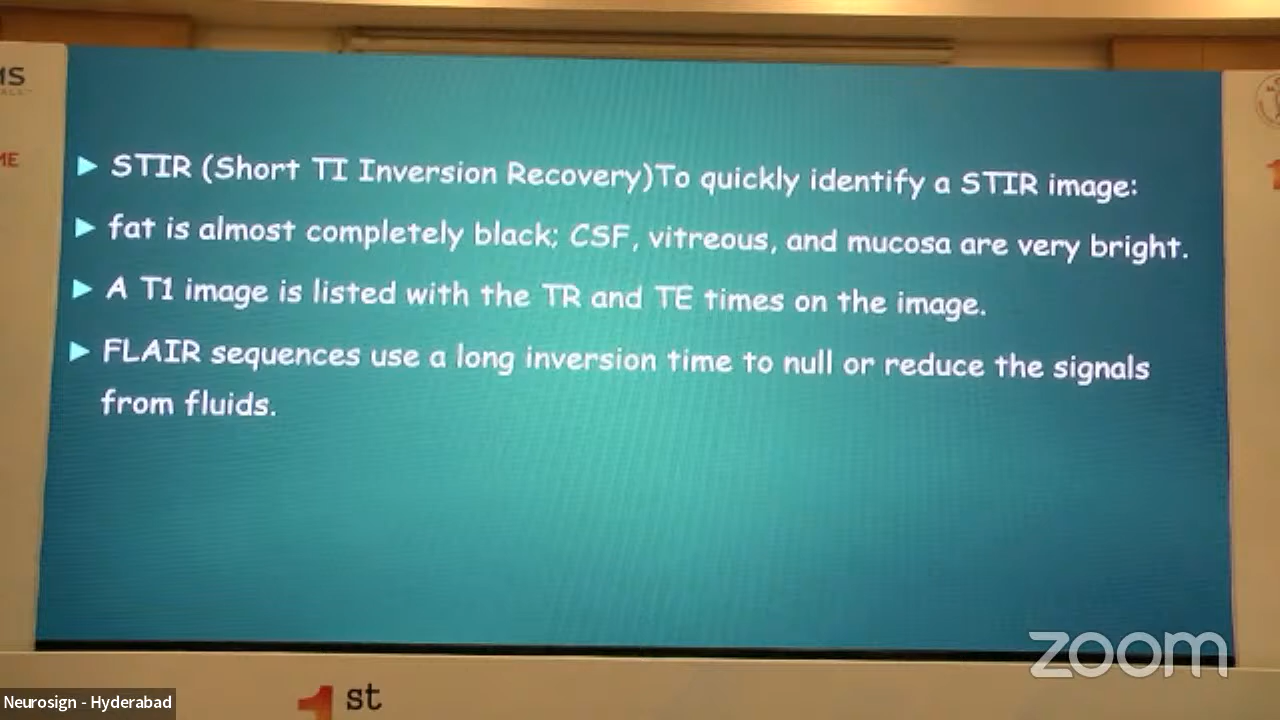 MS
ME
▶ STIR (Short TI Inversion Recovery)To quickly identify a STIR image:
▶ fat is almost completely black; CSF, vitreous, and mucosa are very bright.
▶ A T1 image is listed with the TR and TE times on the image.
▶ FLAIR sequences use a long inversion time to null or reduce the signals
from fluids.
zoom
Neurosign - Hyderabad
1st